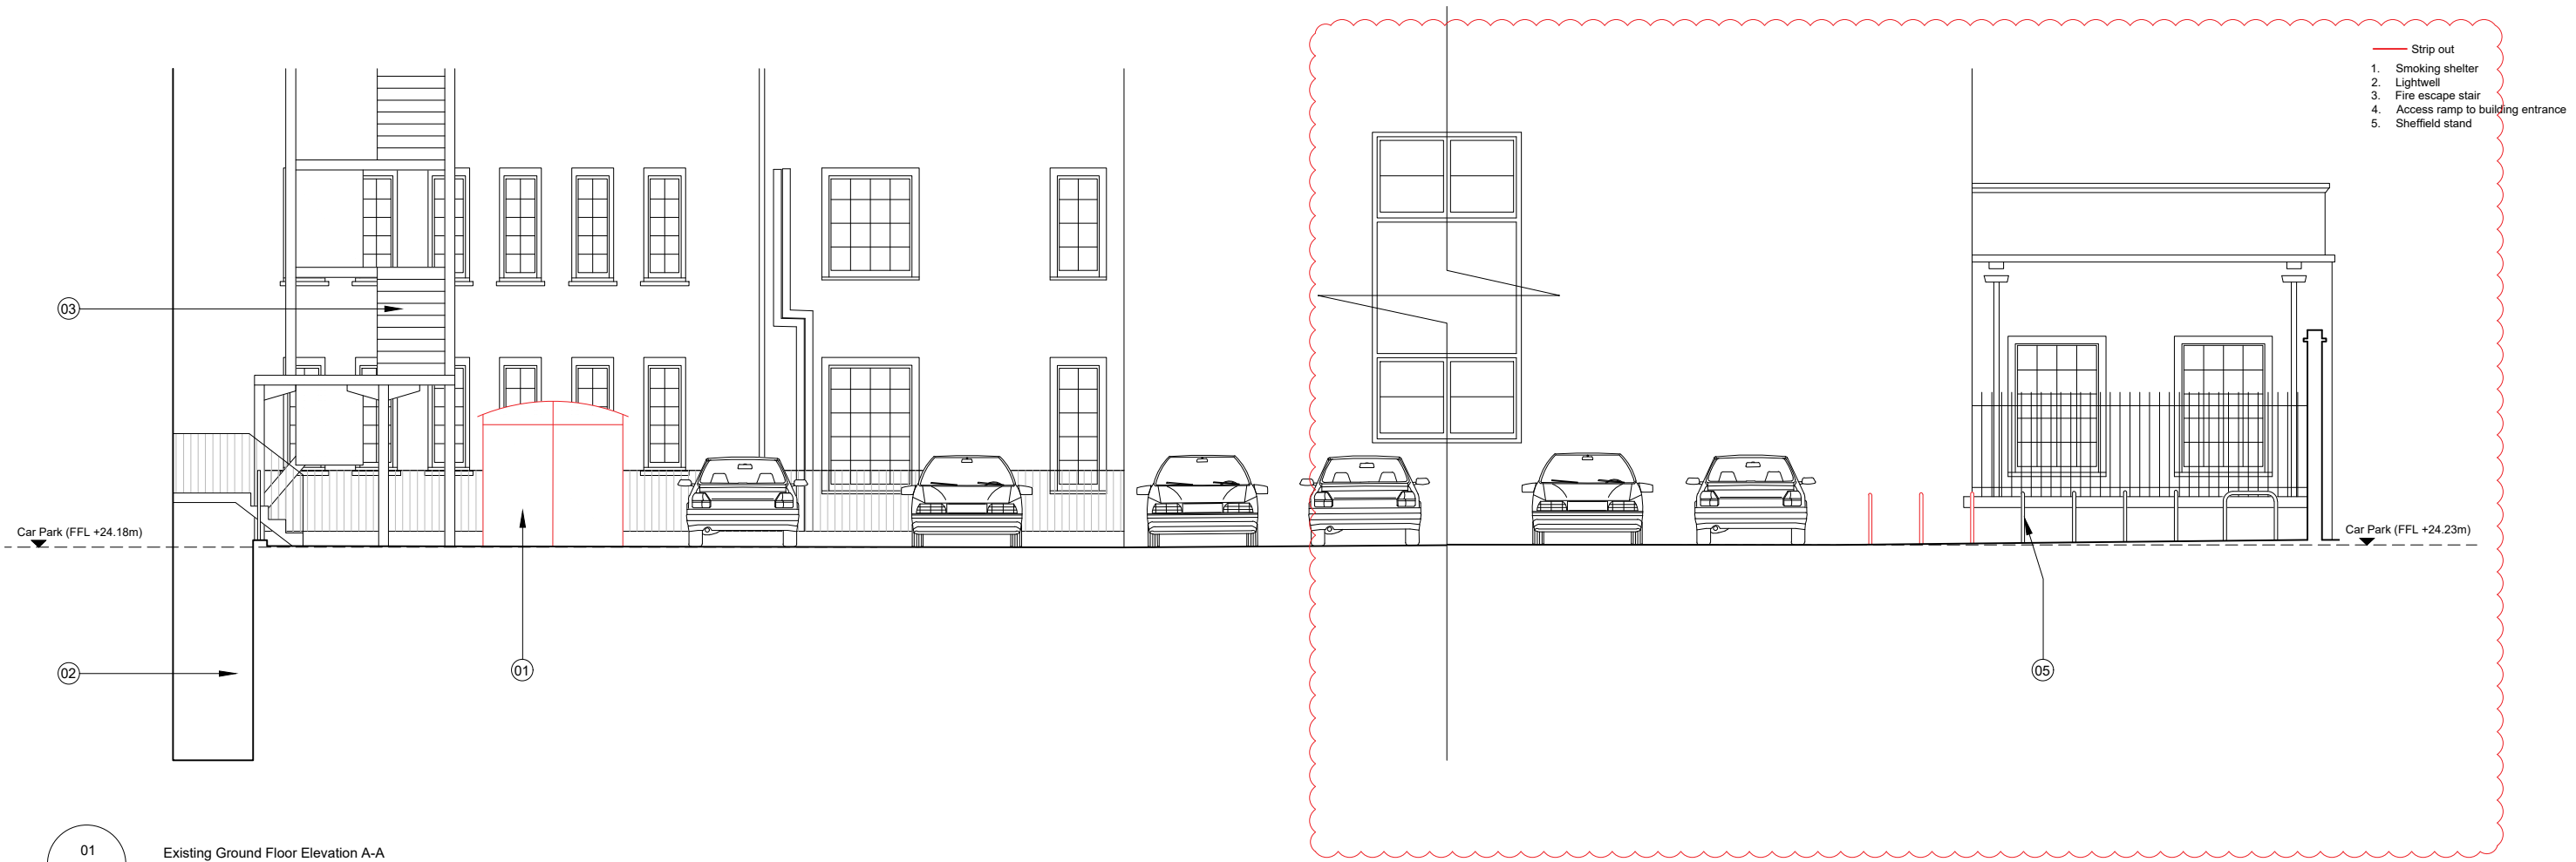 Strip out
1. Smoking shelter
2. Lightwell
3. Fire escape stair
4. Access ramp to building entrance
5. Sheffield stand
03
Car Park (FFL +24.18m)
Car Park (FFL +24.23m)
02
01
05
01
Existing Ground Floor Elevation A-A